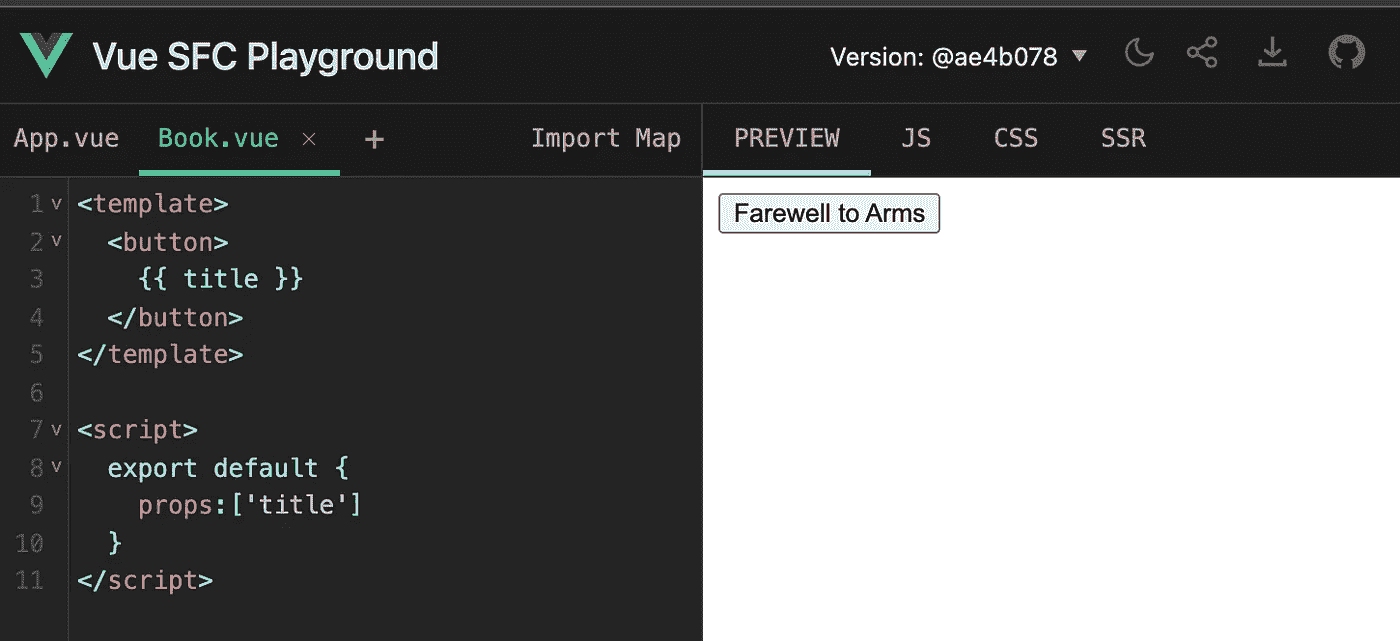 Vue SFC Playground
Version: @ae4b078
App.vue Book.vue × + Import Map
PREVIEW JS CSS SSR
1 <template>
2 <button>
3 {{ title }}
4 </button>
5 </template>
6
7 <script>
8 export default {
9 props:['title']
10 }
11 </script>
Farewell to Arms